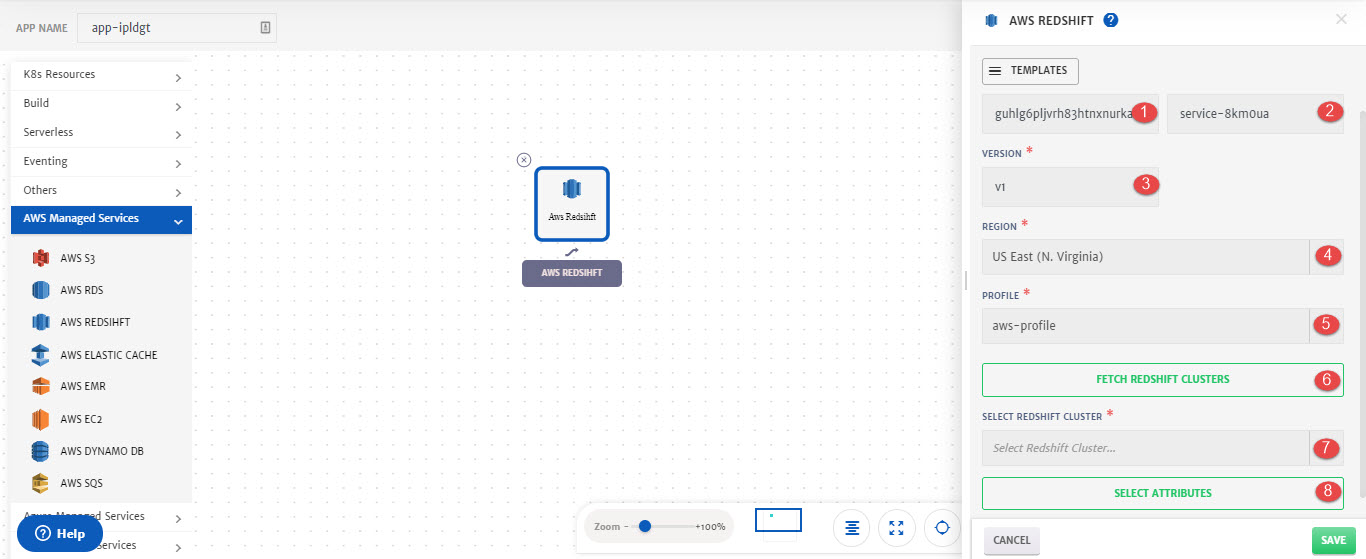 APP NAME
app-ipldgt
K8s Resources
Build
Serverless
Eventing
Others
AWS Managed Services
AWS S3
AWS RDS
AWS REDSIHFT
AWS ELASTIC CACHE
AWS EMR
AWS EC2
AWS DYNAMO DB
AWS SQS
Managed Services
Services
Help
Aws Redsihft
AWS REDSIHFT
Zoom - +100%
AWS REDSHIFT ?
TEMPLATES
guhlg6pljvrh83htnxnurka 1
service-8km0ua 2
VERSION *
v1 3
REGION *
US East (N. Virginia) 4
PROFILE *
aws-profile 5
FETCH REDSHIFT CLUSTERS 6
SELECT REDSHIFT CLUSTER *
Select Redshift Cluster... 7
SELECT ATTRIBUTES 8
CANCEL
SAVE